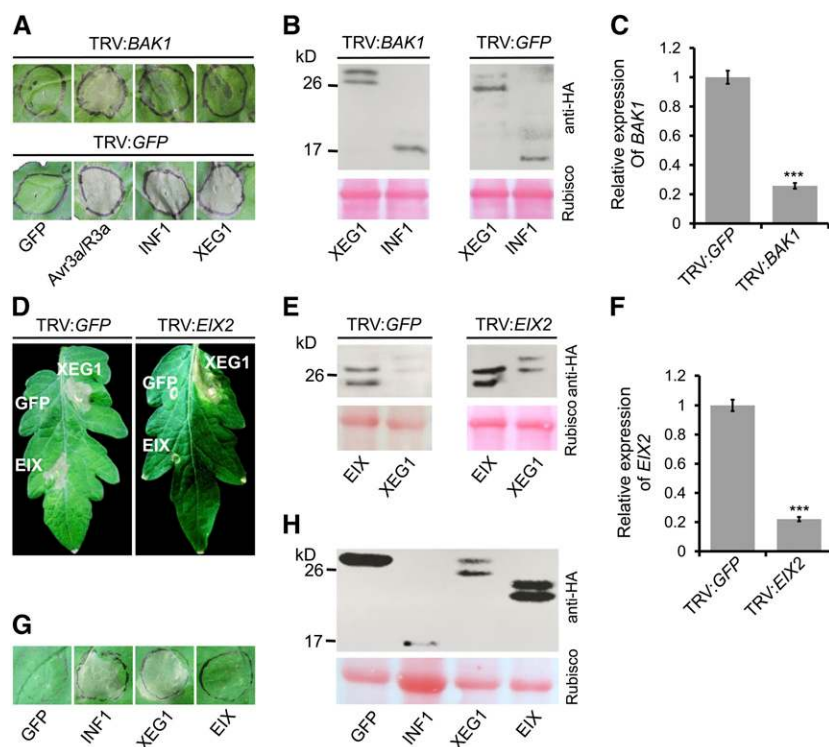 A
TRV:BAK1
TRV:GFP
GFP
Avr3a/R3a
INF1
XEG1
B
TRV:BAK1
TRV:GFP
kD
26
17
anti-HA
Rubisco
XEG1
INF1
XEG1
INF1
C
Relative expression
Of BAK1
1.2
1
0.8
0.6
0.4
0.2
0
***
TRV:GFP
TRV:BAK1
D
TRV:GFP
TRV:EIX2
XEG1
GFP
EIX
XEG1
GFP
EIX
E
TRV:GFP
TRV:EIX2
kD
26
anti-HA
Rubisco
EIX
XEG1
EIX
XEG1
F
Relative expression
of EIX2
1.2
1
0.8
0.6
0.4
0.2
0
***
TRV:GFP
TRV:EIX2
G
GFP
INF1
XEG1
EIX
H
kD
26
17
anti-HA
Rubisco
GFP
INF1
XEG1
EIX